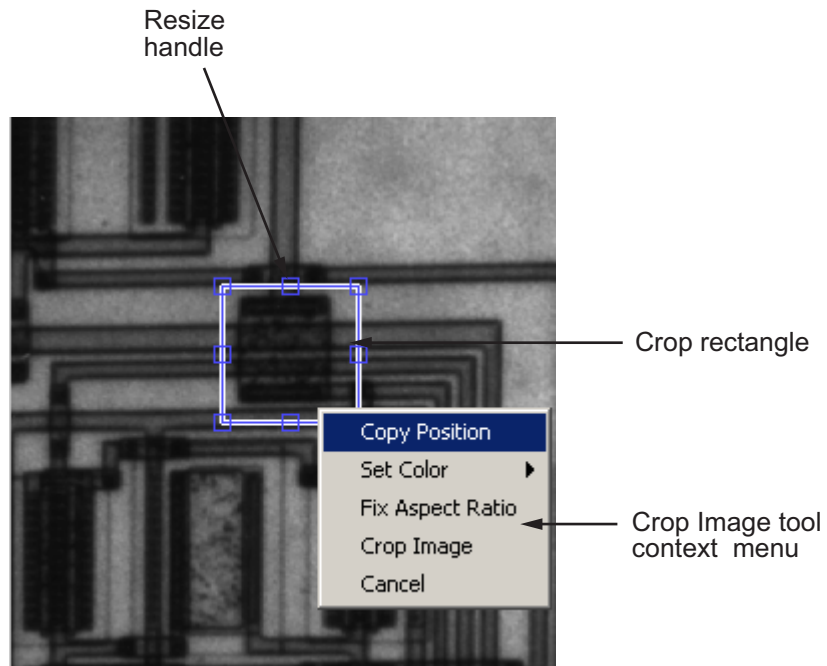 Resize
handle
Crop rectangle
Copy Position
Set Color
Fix Aspect Ratio
Crop Image
Cancel
Crop Image tool
context menu